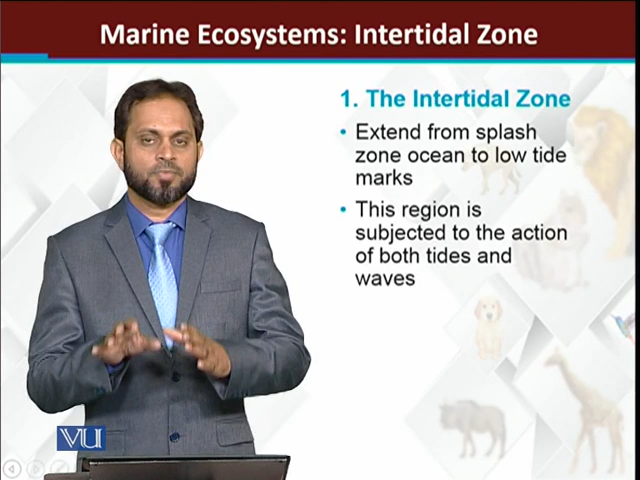 Marine Ecosystems: Intertidal Zone
1. The Intertidal Zone
• Extend from splash
zone ocean to low tide
marks
• This region is
subjected to the action
of both tides and
waves
VU